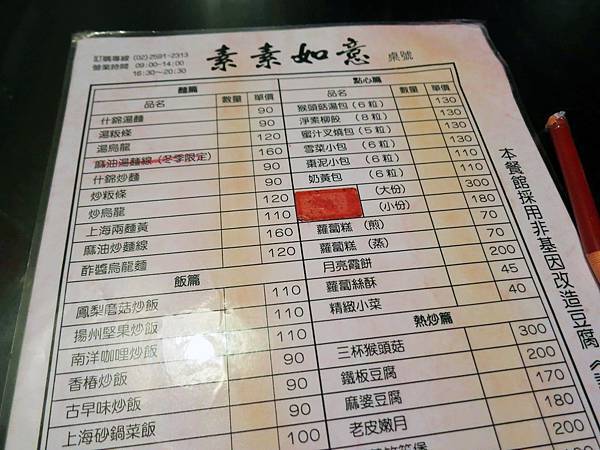 訂購專線 (02)2591-2313
營業時間 09:00~14:00
16:30~20:30
素素如意 桌號
麵篇
品名 數量 單價
什錦湯麵 90
湯粄條 90
湯烏龍 120
麻油湯麵線(冬季限定) 160
什錦炒麵 90
炒粄條 90
炒烏龍 120
上海兩麵黃 110
麻油炒麵線 160
酢醬烏龍麵 120
飯篇
鳳梨磨菇炒飯 110
揚州堅果炒飯 110
南洋咖哩炒飯 90
香椿炒飯 90
古早味炒飯 90
上海砂鍋菜飯 100
點心篇
品名 數量 單價
猴頭菇湯包(6粒) 130
淨素柳餃(8粒) 130
蜜汁叉燒包(5粒) 130
雪菜小包(6粒) 110
棗泥小包(6粒) 110
奶黃包(6粒) 110
(大份) 300
(小份) 180
蘿蔔糕(煎) 70
蘿蔔糕(蒸) 70
月亮霞餅 200
蘿蔔絲酥 45
精緻小菜 40
熱炒篇
三杯猴頭菇 300
鐵板豆腐 200
麻婆豆腐 170
老皮嫩月 180
200
本餐館採用非基因改造豆腐